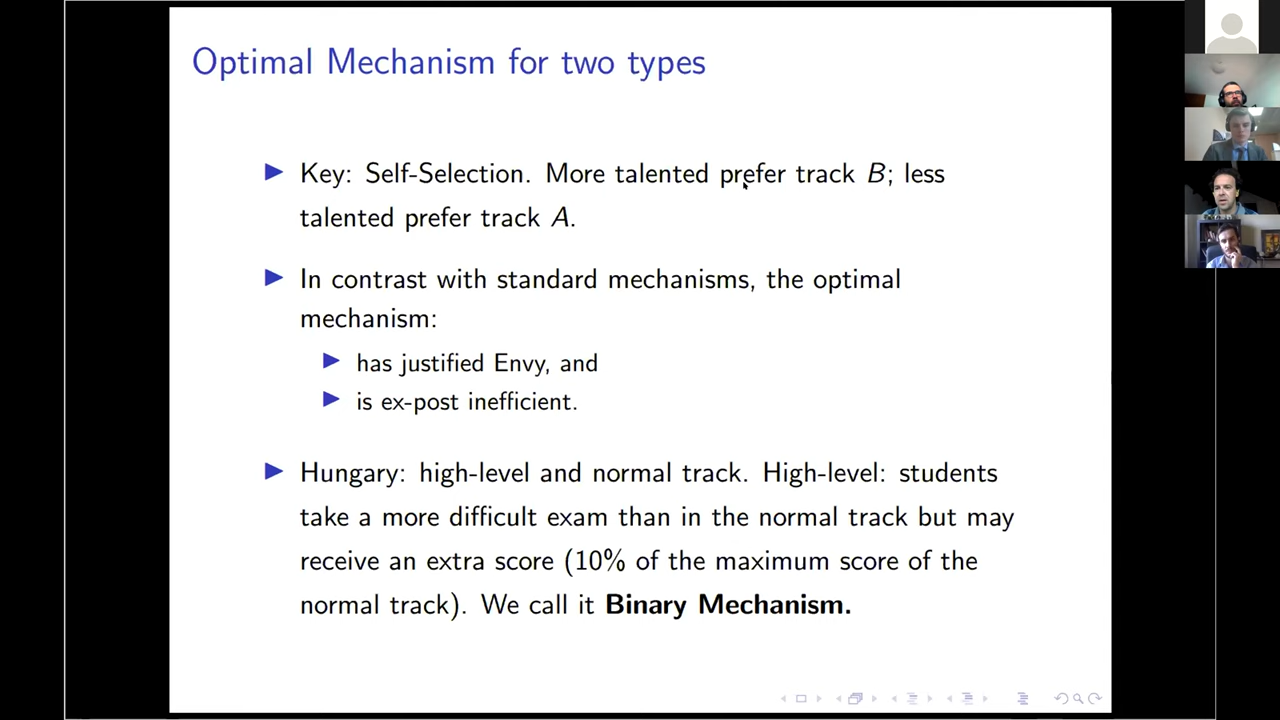 Optimal Mechanism for two types
Key: Self-Selection. More talented prefer track B; less
talented prefer track A.
In contrast with standard mechanisms, the optimal
mechanism:
has justified Envy, and
is ex-post inefficient.
Hungary: high-level and normal track. High-level: students
take a more difficult exam than in the normal track but may
receive an extra score (10% of the maximum score of the
normal track). We call it Binary Mechanism.